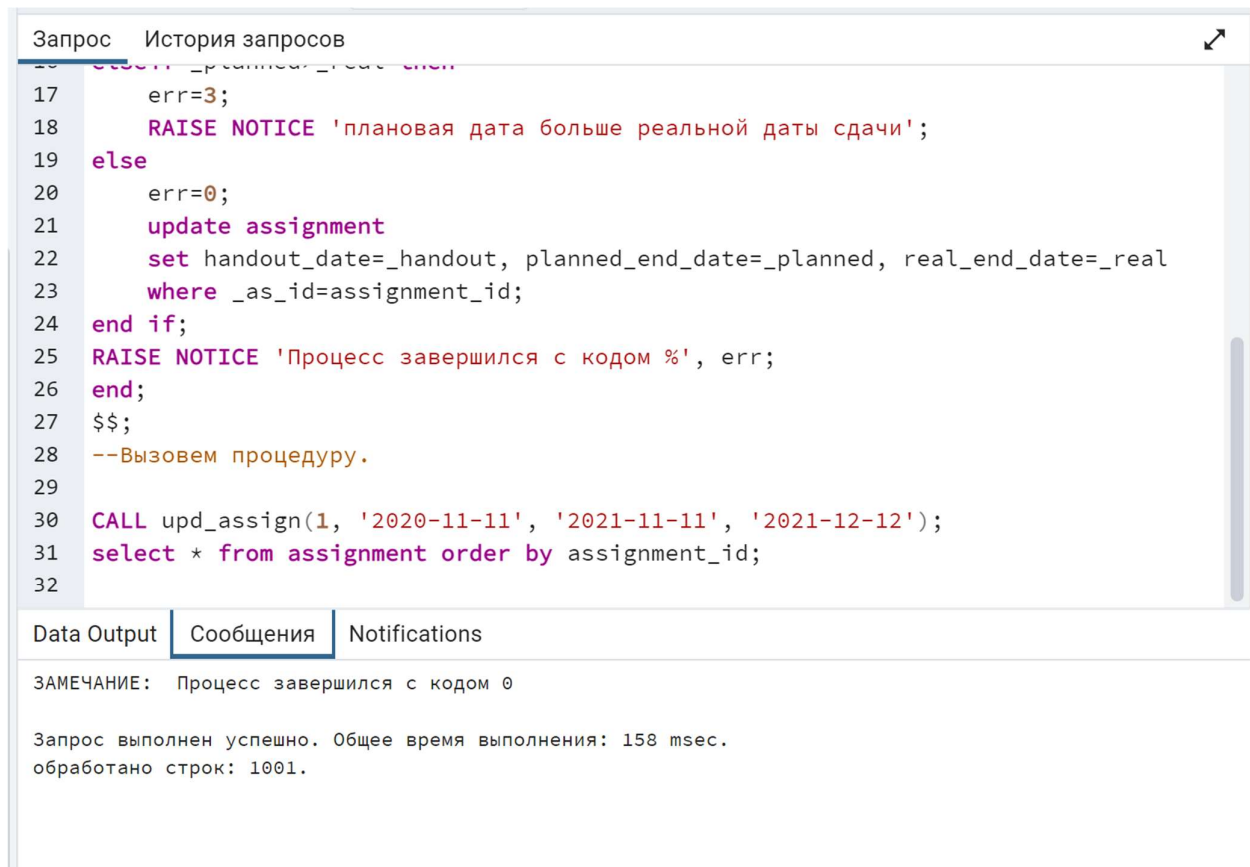 Запрос История запросов
17 err=3;
18 RAISE NOTICE 'плановая дата больше реальной даты сдачи';
19 else
20 err=0;
21 update assignment
22 set handout_date=_handout, planned_end_date=_planned, real_end_date=_real
23 where _as_id=assignment_id;
24 end if;
25 RAISE NOTICE 'Процесс завершился с кодом %', err;
26 end;
27 $$;
28 --Вызовем процедуру.
29
30 CALL upd_assign(1, '2020-11-11', '2021-11-11', '2021-12-12');
31 select * from assignment order by assignment_id;
32
Data Output Сообщения Notifications
ЗАМЕЧАНИЕ: Процесс завершился с кодом 0
Запрос выполнен успешно. Общее время выполнения: 158 msec.
обработано строк: 1001.